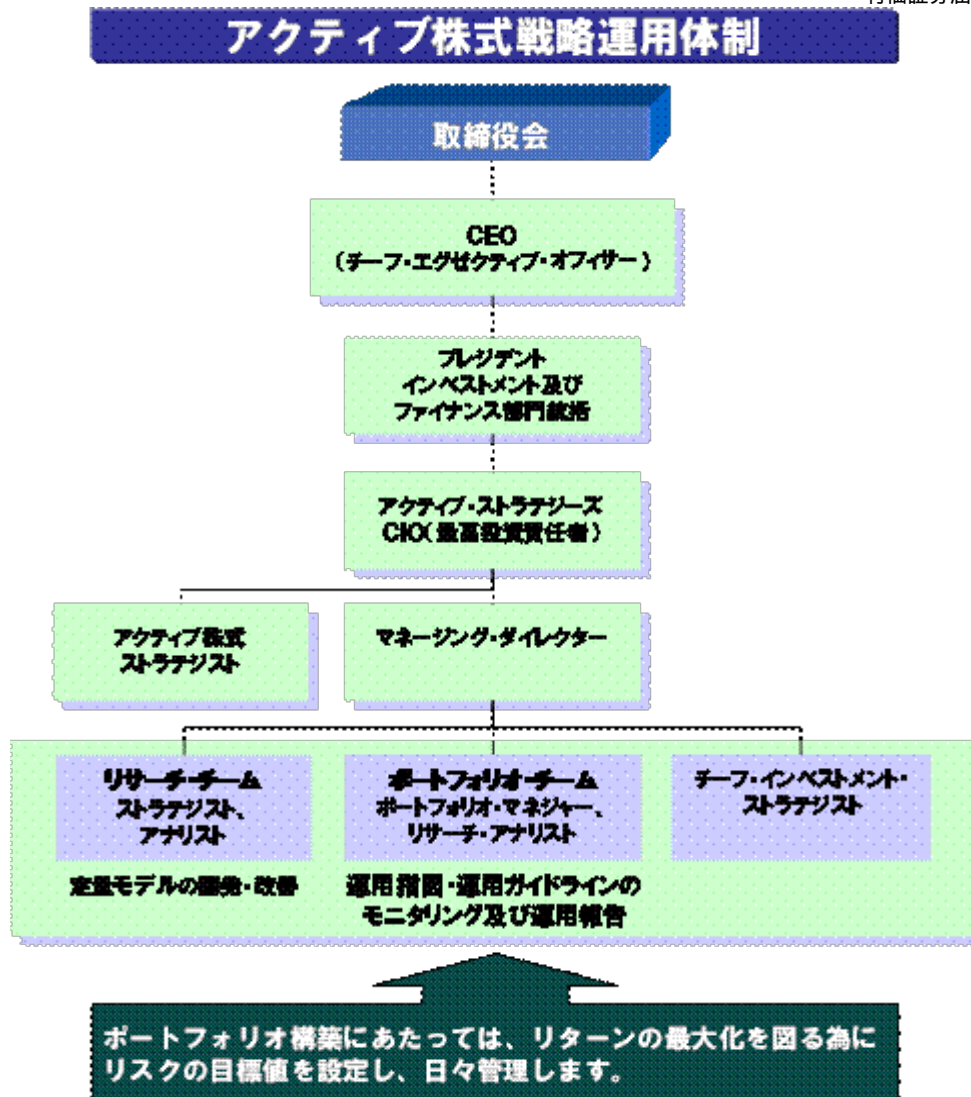 アクティブ株式戦略運用体制
取締役会
CEO
(チーフ・エグゼクティブ・オフィサー)
プレジデント
インベストメント及び
ファイナンス部門統括
アクティブ・ストラテジーズ
CIO(最高投資責任者)
アクティブ株式
ストラテジスト
マネージング・ダイレクター
リサーチ・チーム
ストラテジスト、
アナリスト
ポートフォリオ・チーム
ポートフォリオ・マネジャー、
リサーチ・アナリスト
チーフ・インベストメント・
ストラテジスト
定量モデルの開発・改善
運用指図・運用ガイドラインの
モニタリング及び運用報告
ポートフォリオ構築にあたっては、リターンの最大化を図る為に
リスクの目標値を設定し、日々管理します。